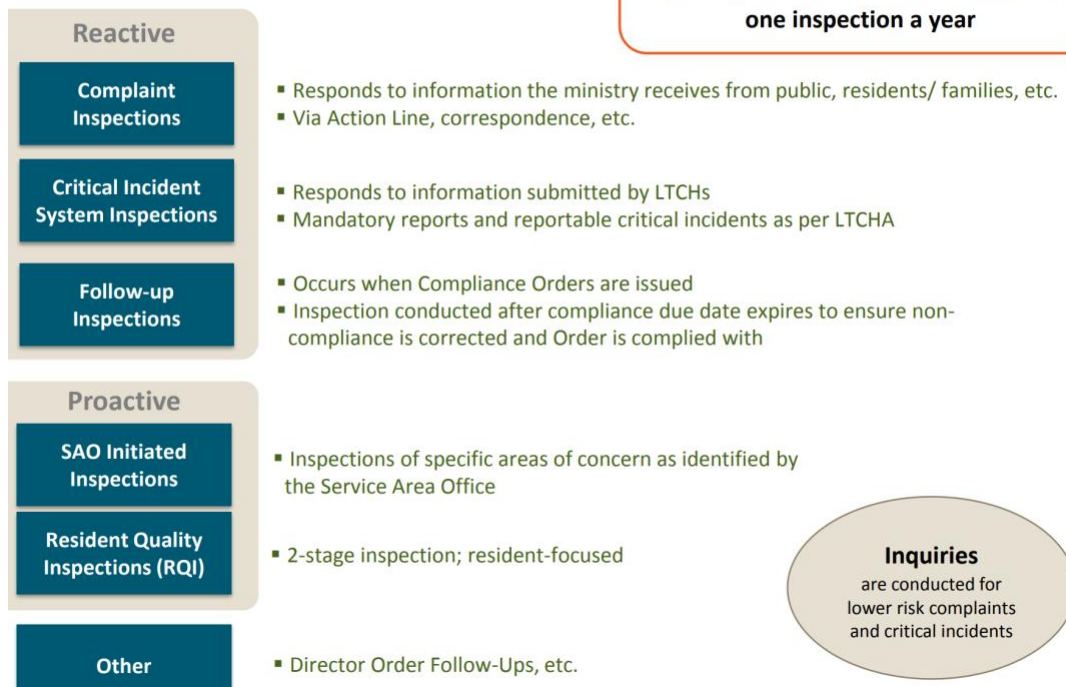 one inspection a year
Reactive
Complaint
Inspections
▪ Responds to information the ministry receives from public, residents/ families, etc.
▪ Via Action Line, correspondence, etc.
Critical Incident
System Inspections
▪ Responds to information submitted by LTCHs
▪ Mandatory reports and reportable critical incidents as per LTCHA
Follow-up
Inspections
▪ Occurs when Compliance Orders are issued
▪ Inspection conducted after compliance due date expires to ensure non-
compliance is corrected and Order is complied with
Proactive
SAO Initiated
Inspections
▪ Inspections of specific areas of concern as identified by
the Service Area Office
Resident Quality
Inspections (RQI)
▪ 2-stage inspection; resident-focused
Inquiries
are conducted for
lower risk complaints
and critical incidents
Other
▪ Director Order Follow-Ups, etc.